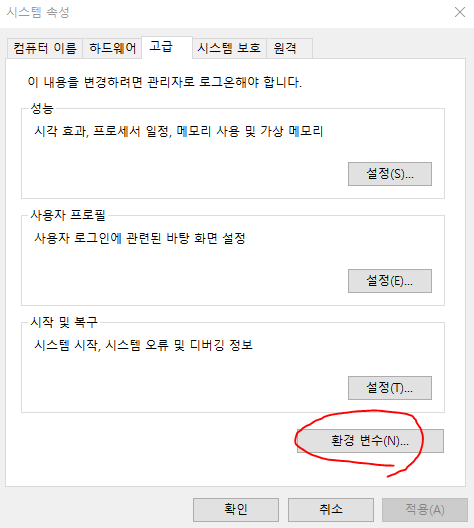 시스템 속성
컴퓨터 이름 하드웨어 고급 시스템 보호 원격
이 내용을 변경하려면 관리자로 로그온해야 합니다.
성능
시각 효과, 프로세서 일정, 메모리 사용 및 가상 메모리
설정(S)...
사용자 프로필
사용자 로그인에 관련된 바탕 화면 설정
설정(E)...
시작 및 복구
시스템 시작, 시스템 오류 및 디버깅 정보
설정(T)...
환경 변수(N)...
확인 취소 적용(A)